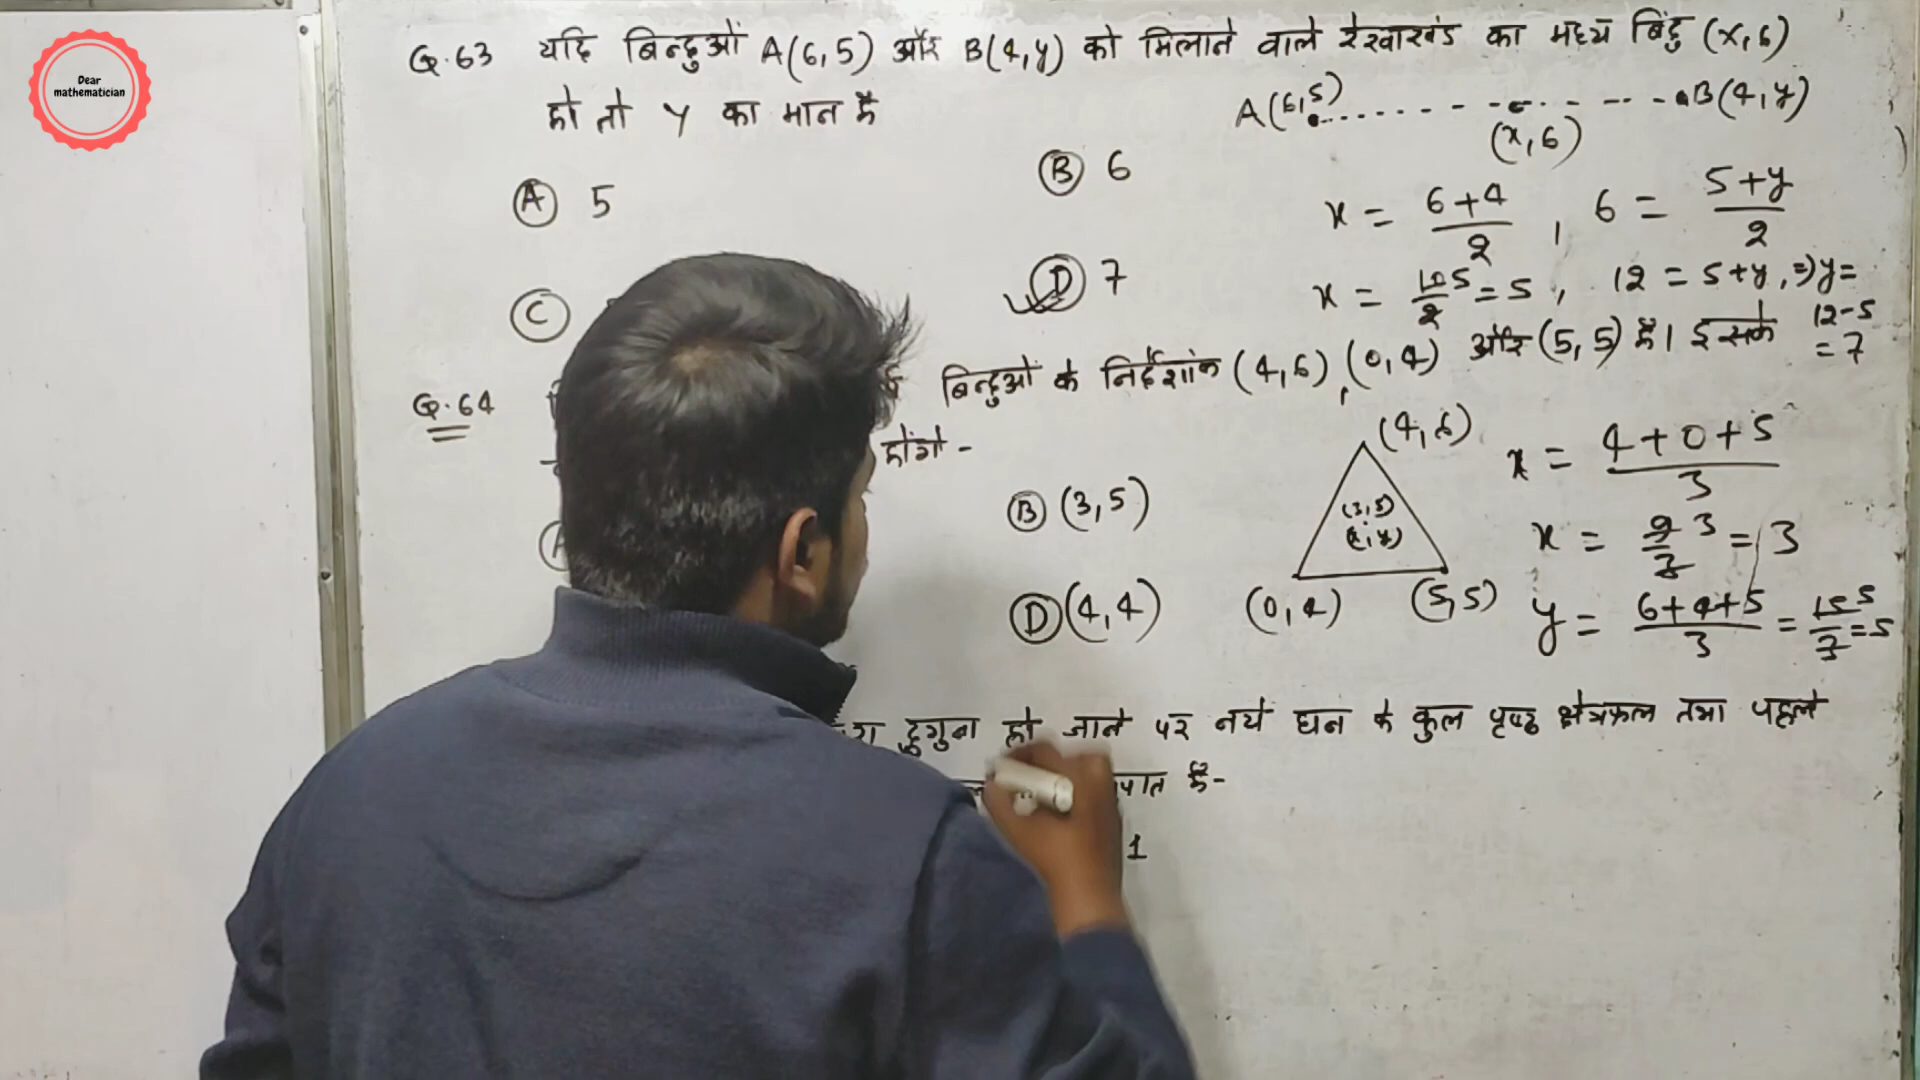 Dear
mathematician
Q.63 यदि बिन्दुओं A(6,5) और B(4,y) को मिलाने वाले रेखाखंड का मध्य बिंदु (x,6)
हो तो y का मान है
A(6,5) B(4,y)
(x,6)
(A) 5
(B) 6
(C)
(D) 7
x = 6+4/2 , 6 = 5+y/2
x = 10/2 5 = 5 , 12 = 5+y, ⇒ y =
12-5
= 7
Q.64 बिन्दुओं के निर्देशांक (4,6), (0,4) और (5,5) है। इसके
होंगे -
(B) (3,5)
(D) (4,4)
(4,6)
(3,5)
(x,y)
(0,4) (5,5)
x = 4+0+5/3
x = 9/3 3 = 3
y = 6+4+5/3 = 15/3 5 = 5
दुगुना हो जाने पर नये घन के कुल पृष्ठ क्षेत्रफल तथा पहले
है-
1